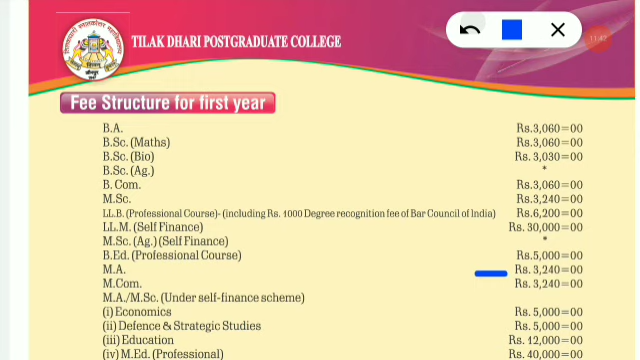 TILAK DHARI POSTGRADUATE COLLEGE
11:47
Fee Structure for first year
B.A. Rs.3,060=00
B.Sc. (Maths) Rs.3,060=00
B.Sc. (Bio) Rs. 3,030=00
B.Sc. (Ag.) *
B. Com. Rs.3,060=00
M.Sc. Rs.3,240=00
LL.B. (Professional Course)- (including Rs. 1000 Degree recognition fee of Bar Council of India) Rs.6,200=00
LL.M. (Self Finance) Rs. 30,000=00
M.Sc. (Ag.) (Self Finance) *
B.Ed. (Professional Course) Rs.5,000=00
M.A. Rs. 3,240=00
M.Com. Rs. 3,240=00
M.A./M.Sc. (Under self-finance scheme)
(i) Economics Rs. 5,000=00
(ii) Defence & Strategic Studies Rs. 5,000=00
(iii) Education Rs. 12,000=00
(iv) M.Ed. (Professional) Rs. 40,000=00